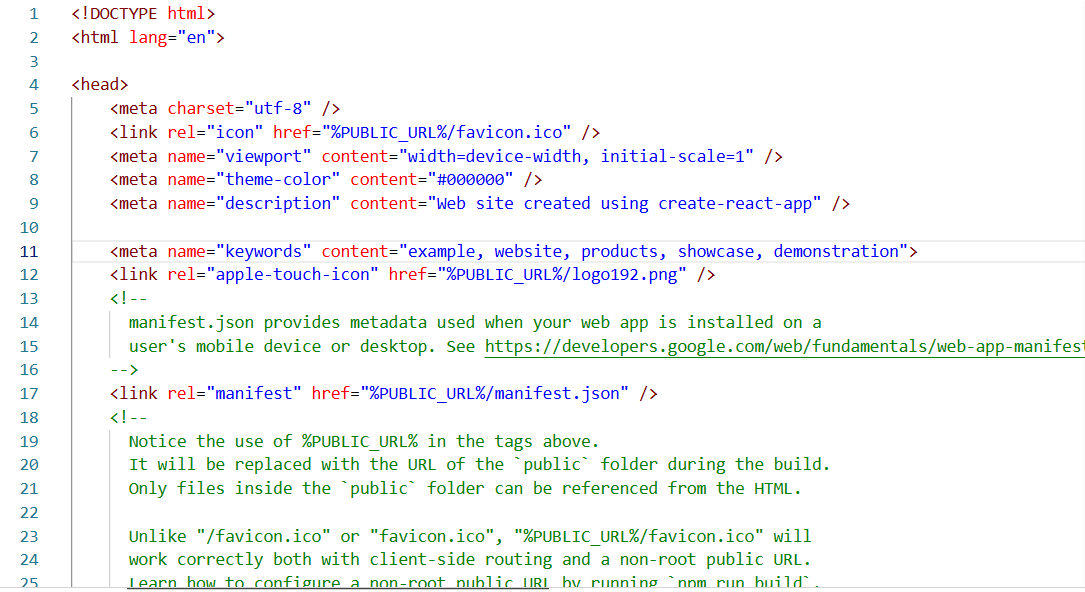 1 <!DOCTYPE html>
2 <html lang="en">
3
4 <head>
5 <meta charset="utf-8" />
6 <link rel="icon" href="%PUBLIC_URL%/favicon.ico" />
7 <meta name="viewport" content="width=device-width, initial-scale=1" />
8 <meta name="theme-color" content="#000000" />
9 <meta name="description" content="Web site created using create-react-app" />
10
11 <meta name="keywords" content="example, website, products, showcase, demonstration">
12 <link rel="apple-touch-icon" href="%PUBLIC_URL%/logo192.png" />
13 <!--
14 manifest.json provides metadata used when your web app is installed on a
15 user's mobile device or desktop. See https://developers.google.com/web/fundamentals/web-app-manifest
16 -->
17 <link rel="manifest" href="%PUBLIC_URL%/manifest.json" />
18 <!--
19 Notice the use of %PUBLIC_URL% in the tags above.
20 It will be replaced with the URL of the `public` folder during the build.
21 Only files inside the `public` folder can be referenced from the HTML.
22
23 Unlike "/favicon.ico" or "favicon.ico", "%PUBLIC_URL%/favicon.ico" will
24 work correctly both with client-side routing and a non-root public URL.
25 Learn how to configure a non-root public URL by running `npm run build`.